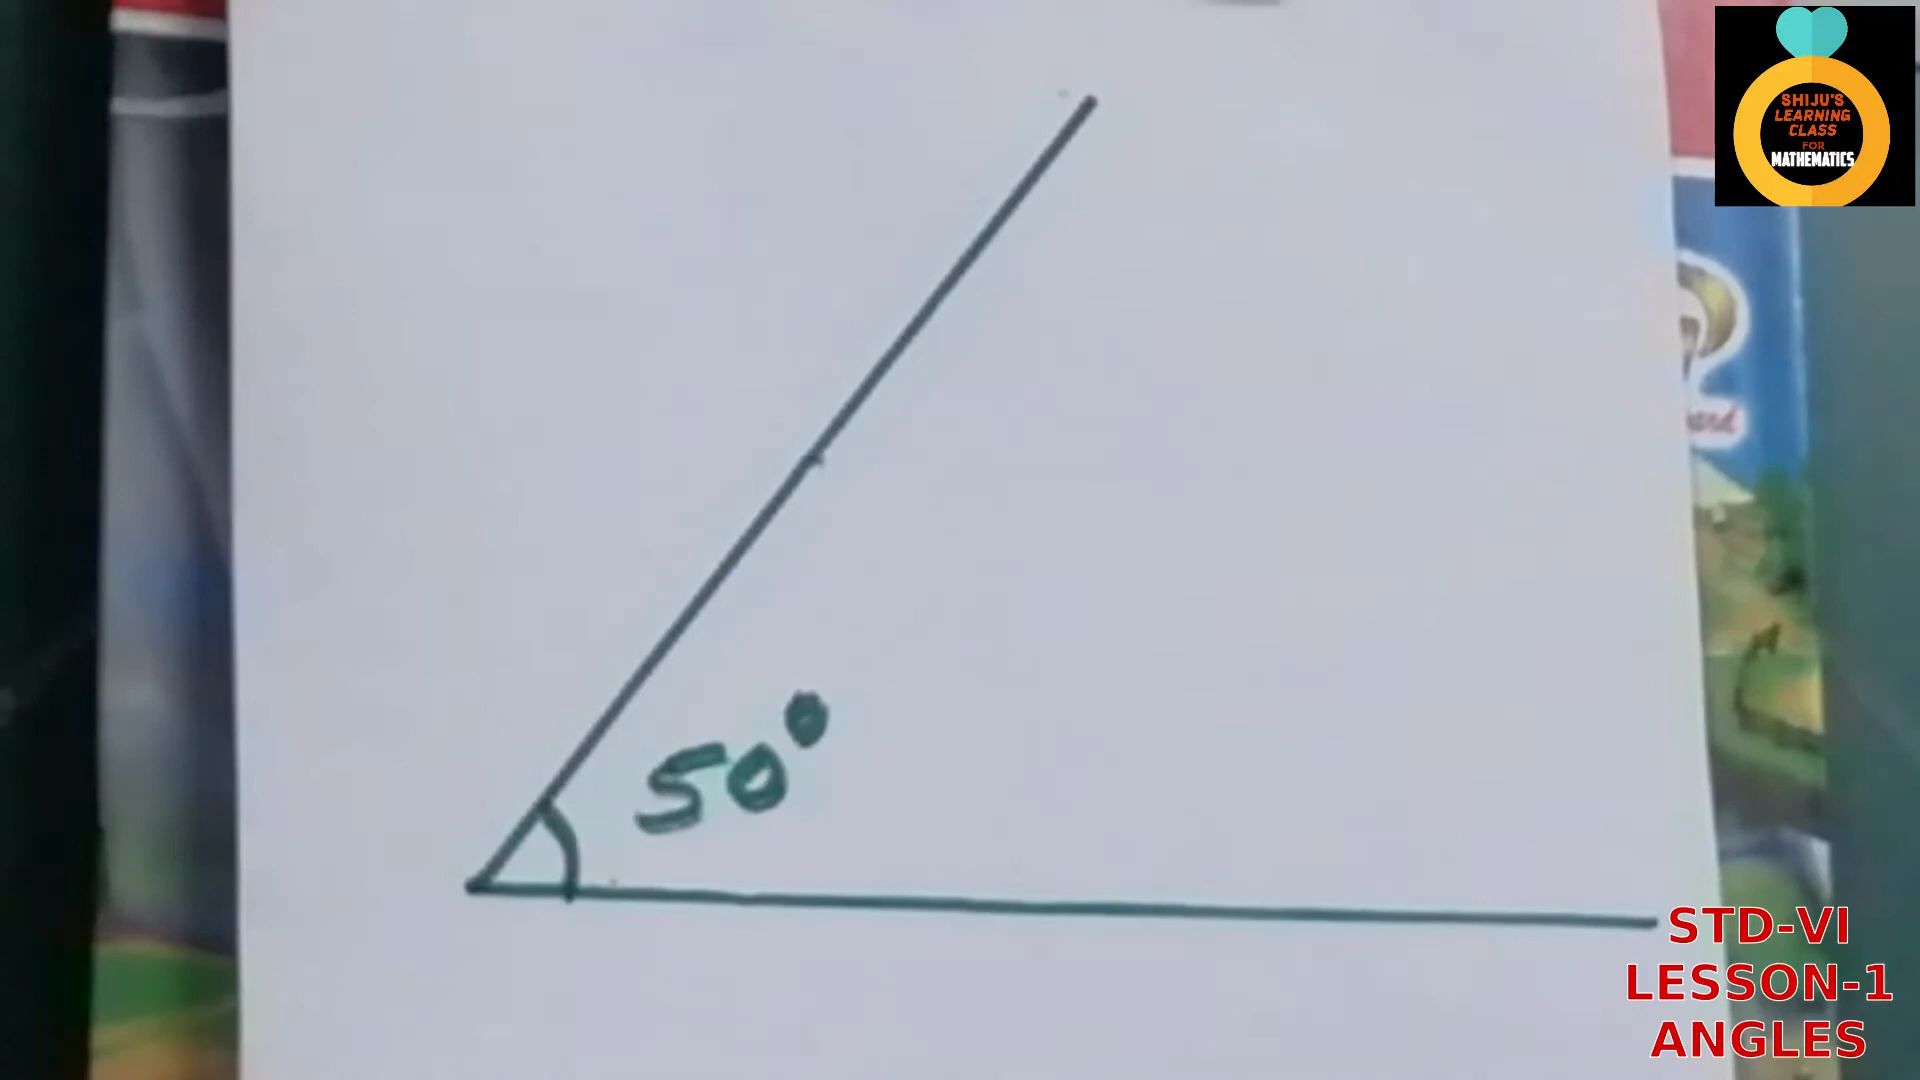 SHIJU'S
LEARNING
CLASS
FOR
MATHEMATICS
50°
STD-VI
LESSON-1
ANGLES